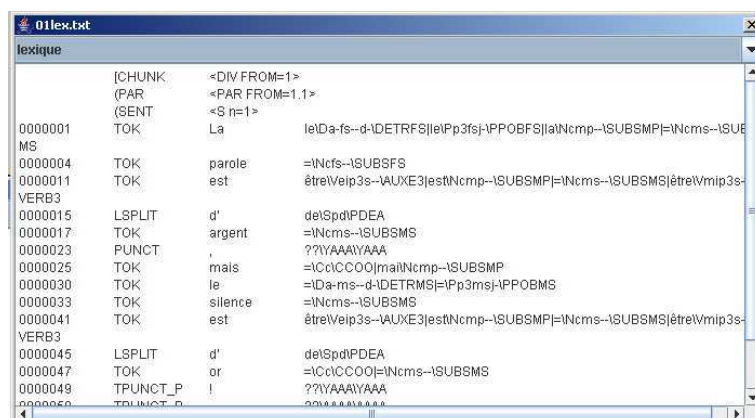 01lex.txt
lexique
[CHUNK <DIV FROM=1>
(PAR <PAR FROM=1.1>
(SENT <S n=1>
0000001 TOK La le\Da-fs--d-\DETRFS|le\Pp3fsj-\PPOBFS|la\Ncmp--\SUBSMP|=\Ncms--\SUB
MS
0000004 TOK parole =\Ncfs--\SUBSFS
0000011 TOK est être\Veip3s--\AUXE3|est\Ncmp--\SUBSMP|=\Ncms--\SUBSMS|être\Vmip3s-
VERB3
0000015 LSPLIT d' de\Spd\PDEA
0000017 TOK argent =\Ncms--\SUBSMS
0000023 PUNCT , ??\YAAA\YAAA
0000025 TOK mais =\Cc\CCOO|mai\Ncmp--\SUBSMP
0000030 TOK le =\Da-ms--d-\DETRMS|=\Pp3msj-\PPOBMS
0000033 TOK silence =\Ncms--\SUBSMS
0000041 TOK est être\Veip3s--\AUXE3|est\Ncmp--\SUBSMP|=\Ncms--\SUBSMS|être\Vmip3s-
VERB3
0000045 LSPLIT d' de\Spd\PDEA
0000047 TOK or =\Cc\CCOO|=\Ncms--\SUBSMS
0000049 TPUNCT_P ! ??\YAAA\YAAA